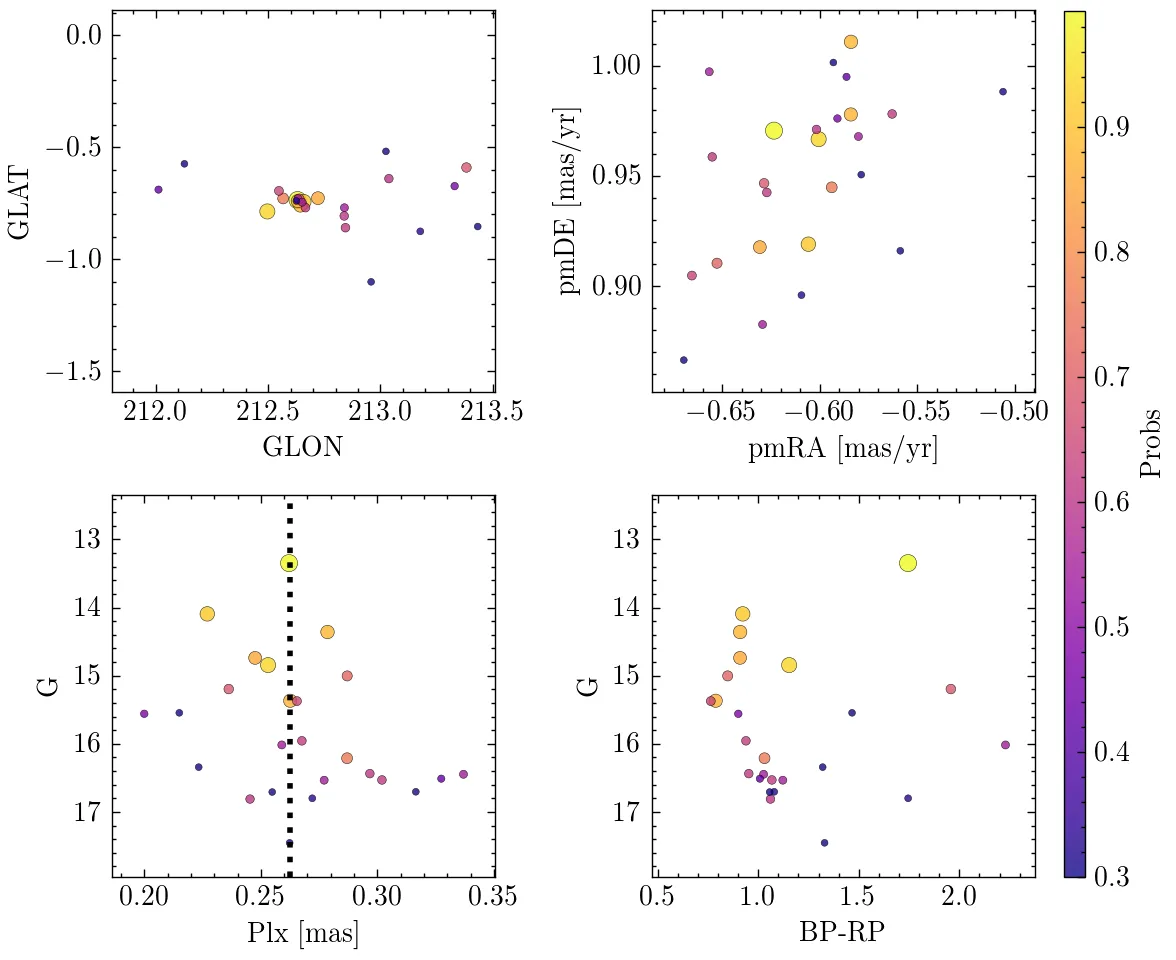 0.0
−0.5
−1.0
−1.5
GLAT
212.0 212.5 213.0 213.5
GLON
1.00
0.95
0.90
pmDE [mas/yr]
−0.65 −0.60 −0.55 −0.50
pmRA [mas/yr]
13
14
15
16
17
G
0.20 0.25 0.30 0.35
Plx [mas]
13
14
15
16
17
G
0.5 1.0 1.5 2.0
BP-RP
0.9
0.8
0.7
0.6
0.5
0.4
0.3
Probs